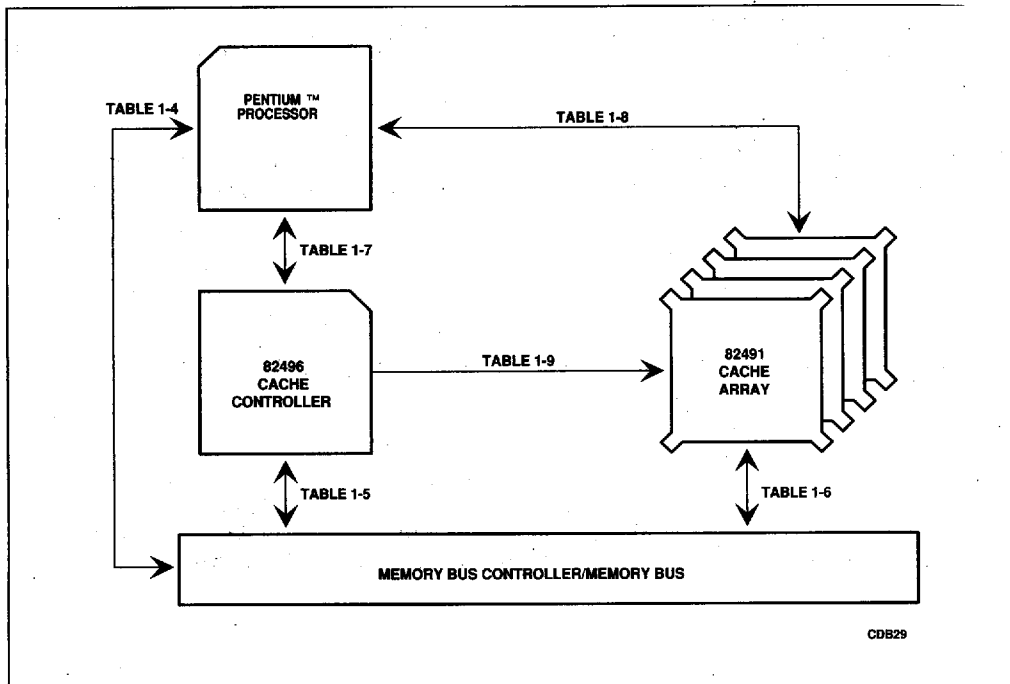 PENTIUM ™
PROCESSOR
TABLE 1-4
TABLE 1-8
TABLE 1-7
82496
CACHE
CONTROLLER
TABLE 1-9
82491
CACHE
ARRAY
TABLE 1-5
TABLE 1-6
MEMORY BUS CONTROLLER/MEMORY BUS
CDB29